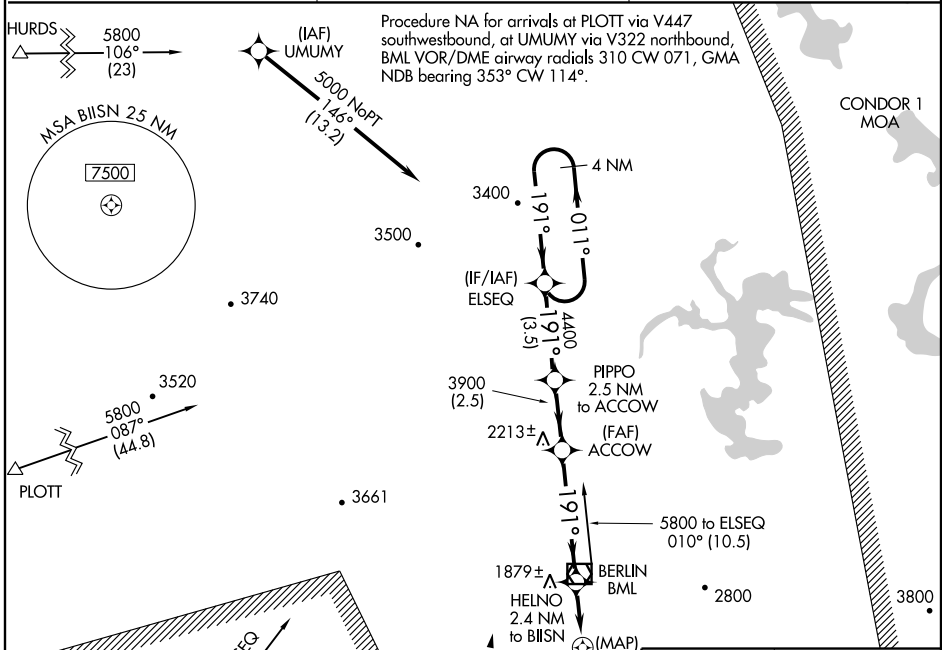 Procedure NA for arrivals at PLOTT via V447
southwestbound, at UMUMY via V322 northbound,
BML VOR/DME airway radials 310 CW 071, GMA
NDB bearing 353° CW 114°.
HURDS
5800
106°
(23)
(IAF)
UMUMY
5000 NoPT
146°
(13.2)
MSA BIISN 25 NM
7500
CONDOR 1
MOA
4 NM
3400
191°
011°
3500
(IF/IAF)
ELSEQ
3740
4400
191°
(3.5)
PIPPO
2.5 NM
to ACCOW
3900
(2.5)
3520
5800
087°
(44.8)
PLOTT
2213±
(FAF)
ACCOW
3661
191°
5800 to ELSEQ
010° (10.5)
1879±
BERLIN
BML
HELNO
2.4 NM
to BIISN
2800
3800
EQ
(MAP)